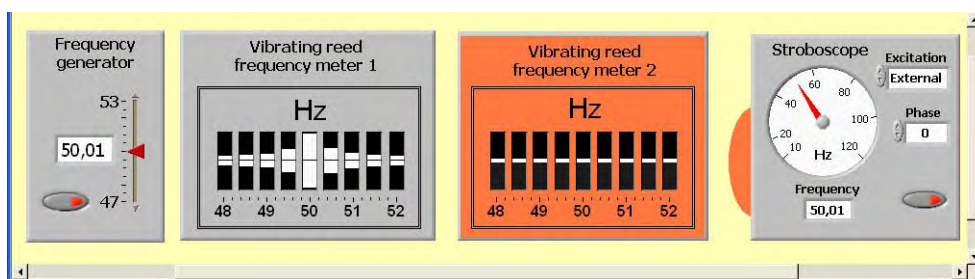 Frequency
generator
53
50,01
47
Vibrating reed
frequency meter 1
Hz
48 49 50 51 52
Vibrating reed
frequency meter 2
Hz
48 49 50 51 52
Stroboscope
Excitation
External
Phase
0
60
40 80
20 100
10 120
Hz
Frequency
50,01